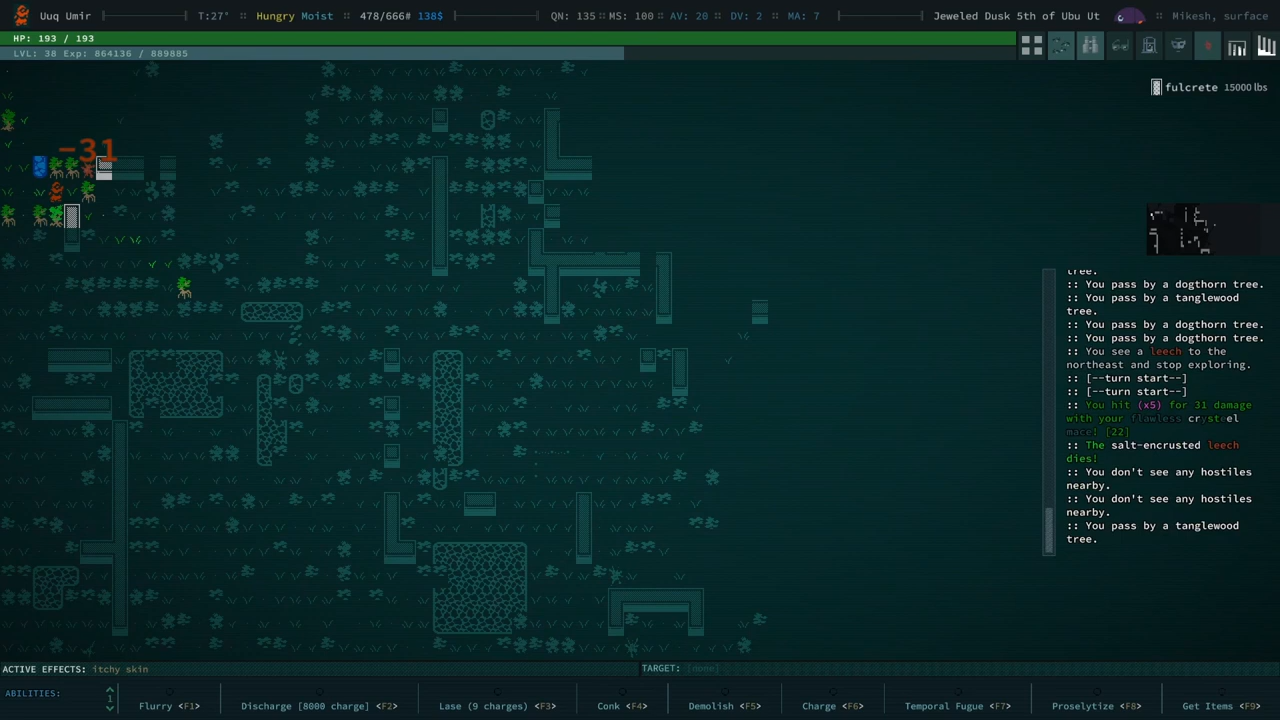 Uuq Umir T:27° Hungry Moist :: 478/666# 138$ QN: 135 :: MS: 100 :: AV: 20 :: DV: 2 :: MA: 7 Jeweled Dusk 5th of Ubu Ut :: Mikesh, surface
HP: 193 / 193
LVL: 38 Exp: 864136 / 889885
fulcrete 15000 lbs
-31
tree.
:: You pass by a dogthorn tree.
:: You pass by a tanglewood
tree.
:: You pass by a dogthorn tree.
:: You pass by a dogthorn tree.
:: You see a leech to the
northeast and stop exploring.
:: [--turn start--]
:: [--turn start--]
:: You hit (x5) for 31 damage
with your flawless crysteel
mace! [22]
:: The salt-encrusted leech
dies!
:: You don't see any hostiles
nearby.
:: You don't see any hostiles
nearby.
:: You pass by a tanglewood
tree.
ACTIVE EFFECTS: itchy skin TARGET: [none]
ABILITIES: 1 Flurry <F1> Discharge [8000 charge] <F2> Lase (9 charges) <F3> Conk <F4> Demolish <F5> Charge <F6> Temporal Fugue <F7> Proselytize <F8> Get Items <F9>